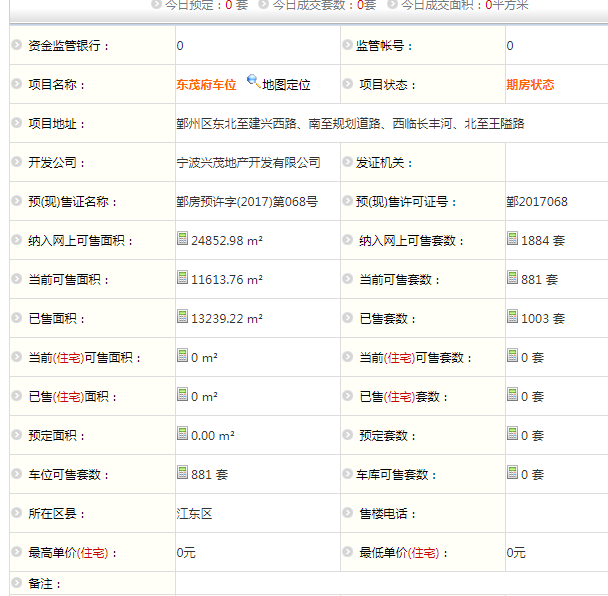 今日预定：0 套 今日成交套数：0套 今日成交面积：0平方米
资金监管银行： 0 监管帐号： 0
项目名称： 东茂府车位 地图定位 项目状态： 期房状态
项目地址： 鄞州区东北至建兴西路、南至规划道路、西临长丰河、北至王隘路
开发公司： 宁波兴茂地产开发有限公司 发证机关：
预(现)售证名称： 鄞房预许字(2017)第068号 预(现)售许可证号： 鄞2017068
纳入网上可售面积： 24852.98 m² 纳入网上可售套数： 1884 套
当前可售面积： 11613.76 m² 当前可售套数： 881 套
已售面积： 13239.22 m² 已售套数： 1003 套
当前(住宅)可售面积： 0 m² 当前(住宅)可售套数： 0 套
已售(住宅)面积： 0 m² 已售(住宅)套数： 0 套
预定面积： 0.00 m² 预定套数： 0 套
车位可售套数： 881 套 车库可售套数： 0 套
所在区县： 江东区 售楼电话：
最高单价(住宅)： 0元 最低单价(住宅)： 0元
备注：